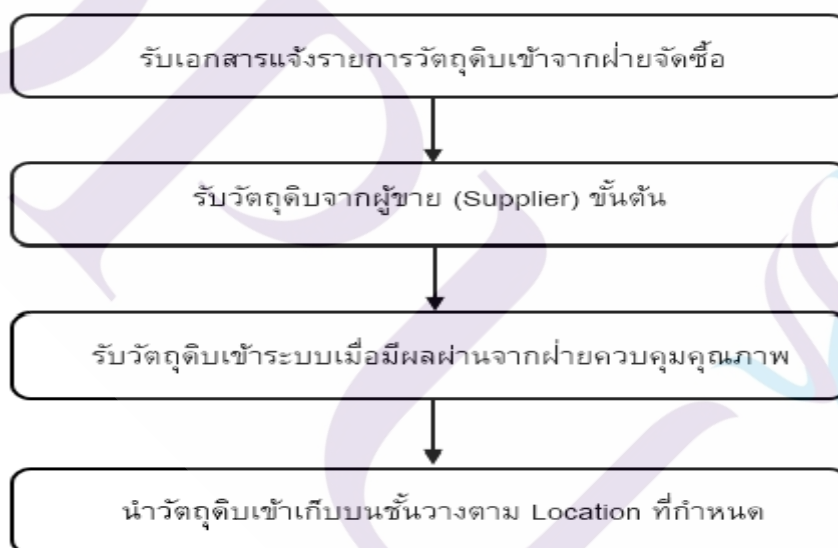 รับเอกสารแจ้งรายการวัตถุดิบเข้าจากฝ่ายจัดซื้อ
รับวัตถุดิบจากผู้ขาย (Supplier) ขั้นต้น
รับวัตถุดิบเข้าระบบเมื่อมีผลผ่านจากฝ่ายควบคุมคุณภาพ
นำวัตถุดิบเข้าเก็บบนชั้นวางตาม Location ที่กำหนด